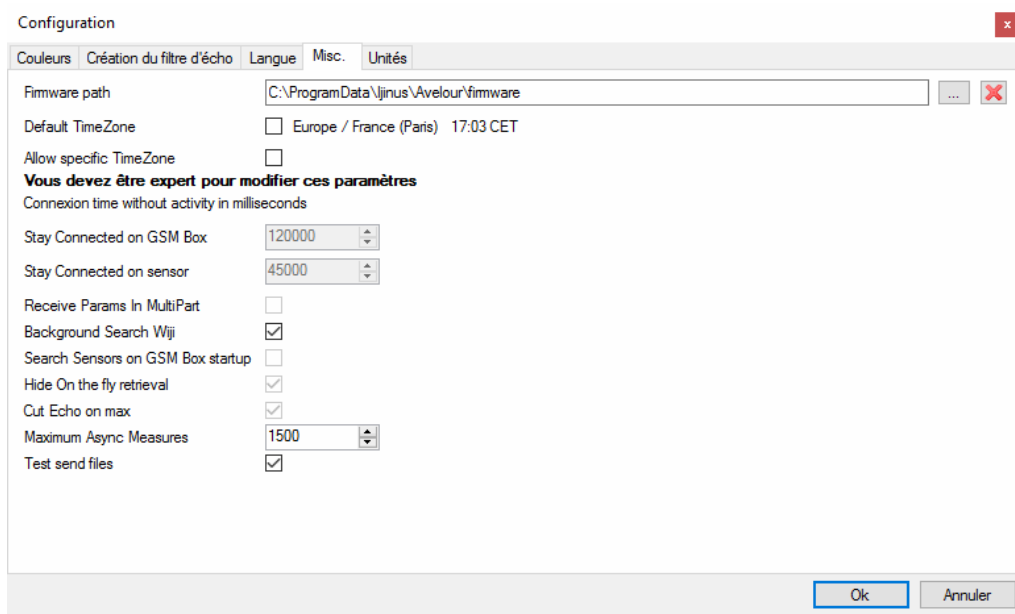 Configuration
x
Couleurs Création du filtre d'écho Langue Misc. Unités
Firmware path C:\ProgramData\Ijinus\Avelour\firmware ...
Default TimeZone Europe / France (Paris) 17:03 CET
Allow specific TimeZone
Vous devez être expert pour modifier ces paramètres
Connexion time without activity in milliseconds
Stay Connected on GSM Box 120000
Stay Connected on sensor 45000
Receive Params In MultiPart
Background Search Wiji
Search Sensors on GSM Box startup
Hide On the fly retrieval
Cut Echo on max
Maximum Async Measures 1500
Test send files
Ok Annuler